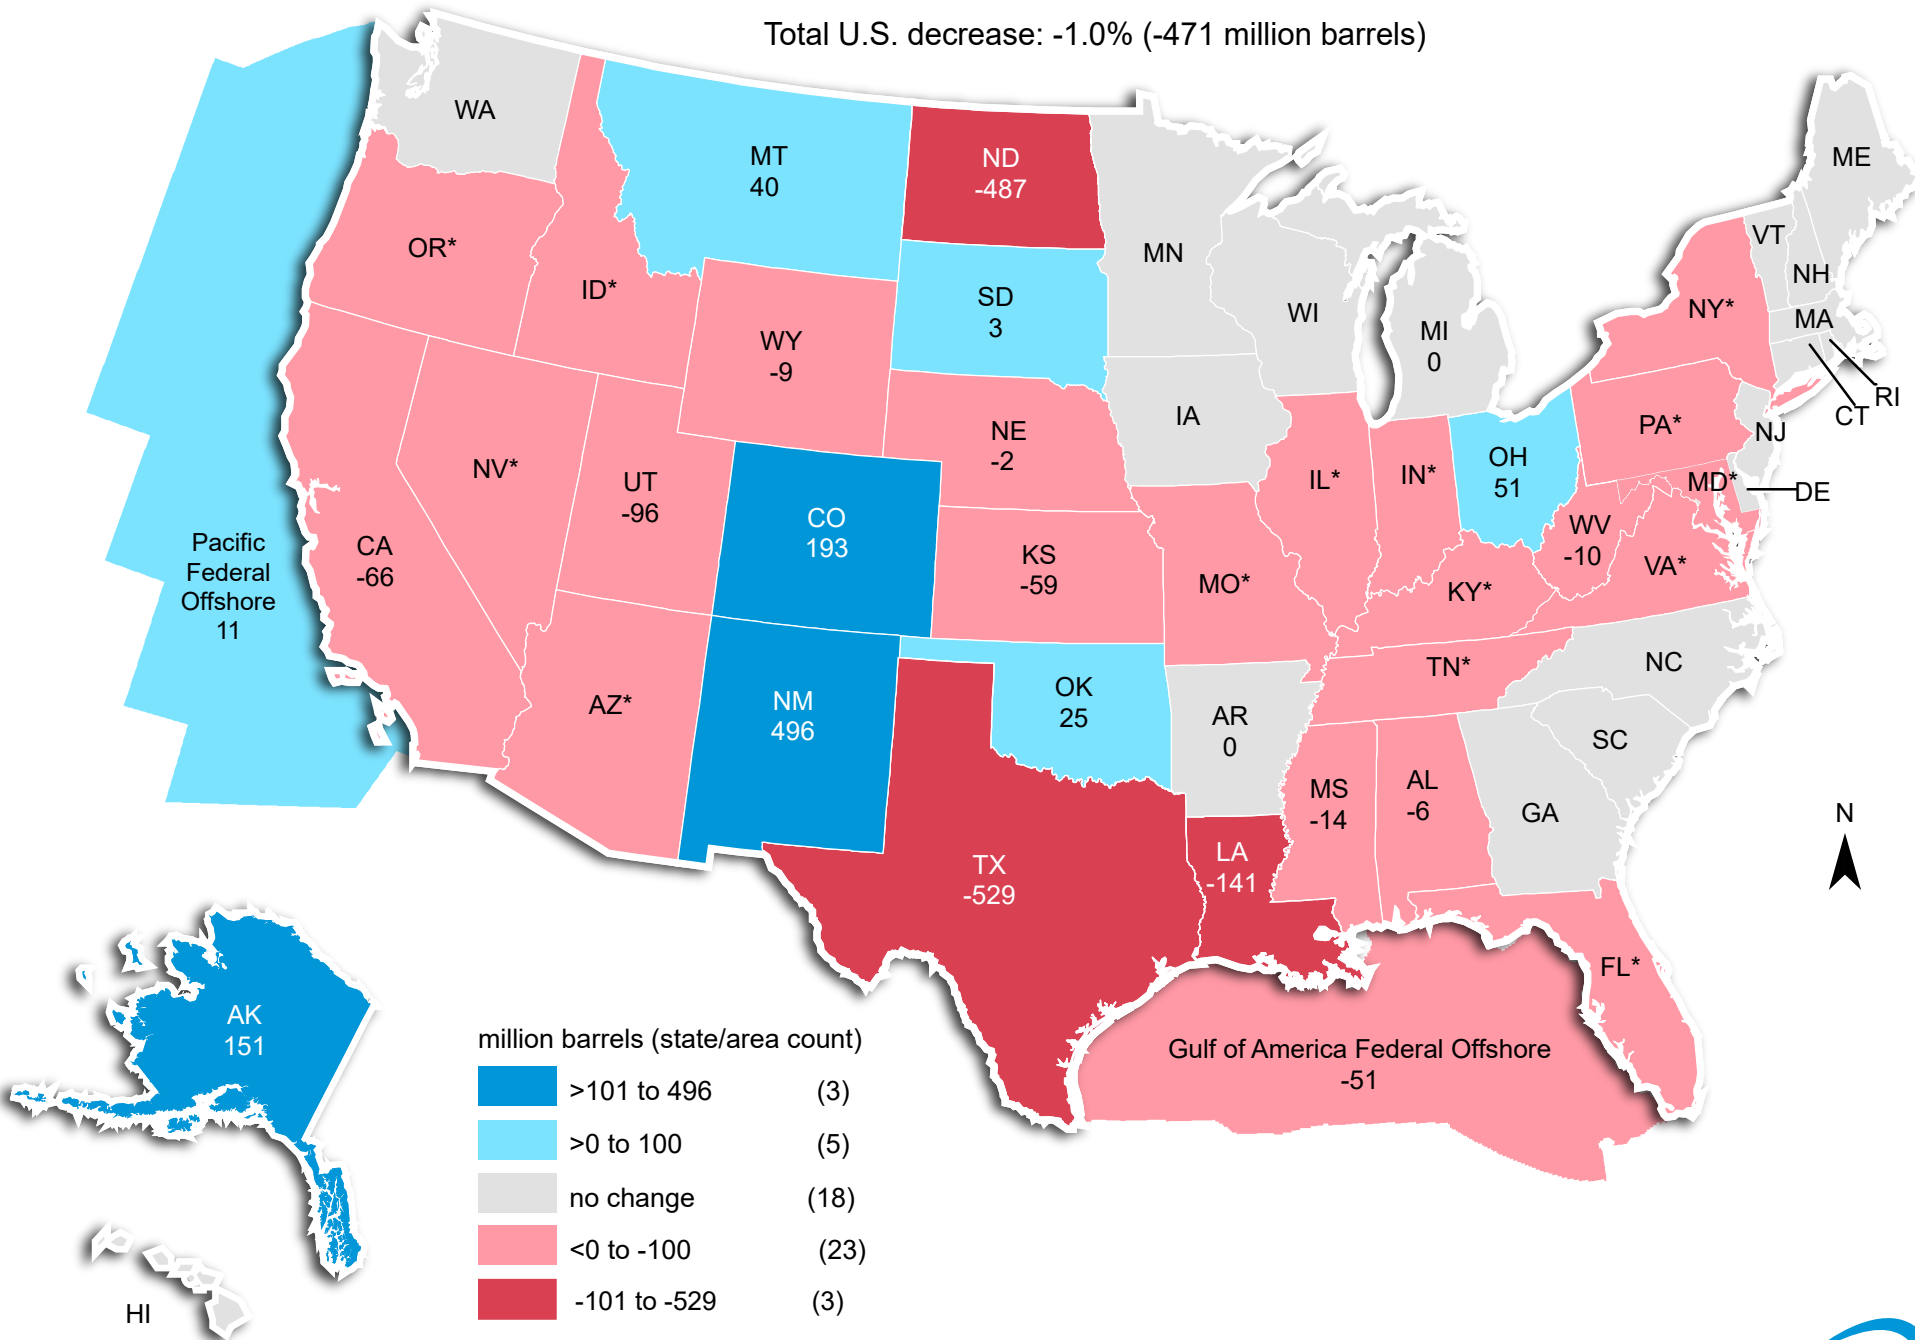 Total U.S. decrease: -1.0% (-471 million barrels)
WA
MT
40
ND
-487
MN
ME
VT
NH
OR*
ID*
SD
3
WI
MI
0
NY*
MA
RI
CT
WY
-9
NE
-2
IA
IL*
IN*
OH
51
PA*
NJ
MD*
DE
NV*
UT
-96
CO
193
KS
-59
MO*
KY*
WV
-10
VA*
Pacific
Federal
Offshore
11
CA
-66
AZ*
NM
496
OK
25
AR
0
TN*
NC
SC
MS
-14
AL
-6
GA
N
TX
-529
LA
-141
FL*
AK
151
Gulf of America Federal Offshore
-51
million barrels (state/area count)
>101 to 496 (3)
>0 to 100 (5)
no change (18)
<0 to -100 (23)
-101 to -529 (3)
HI